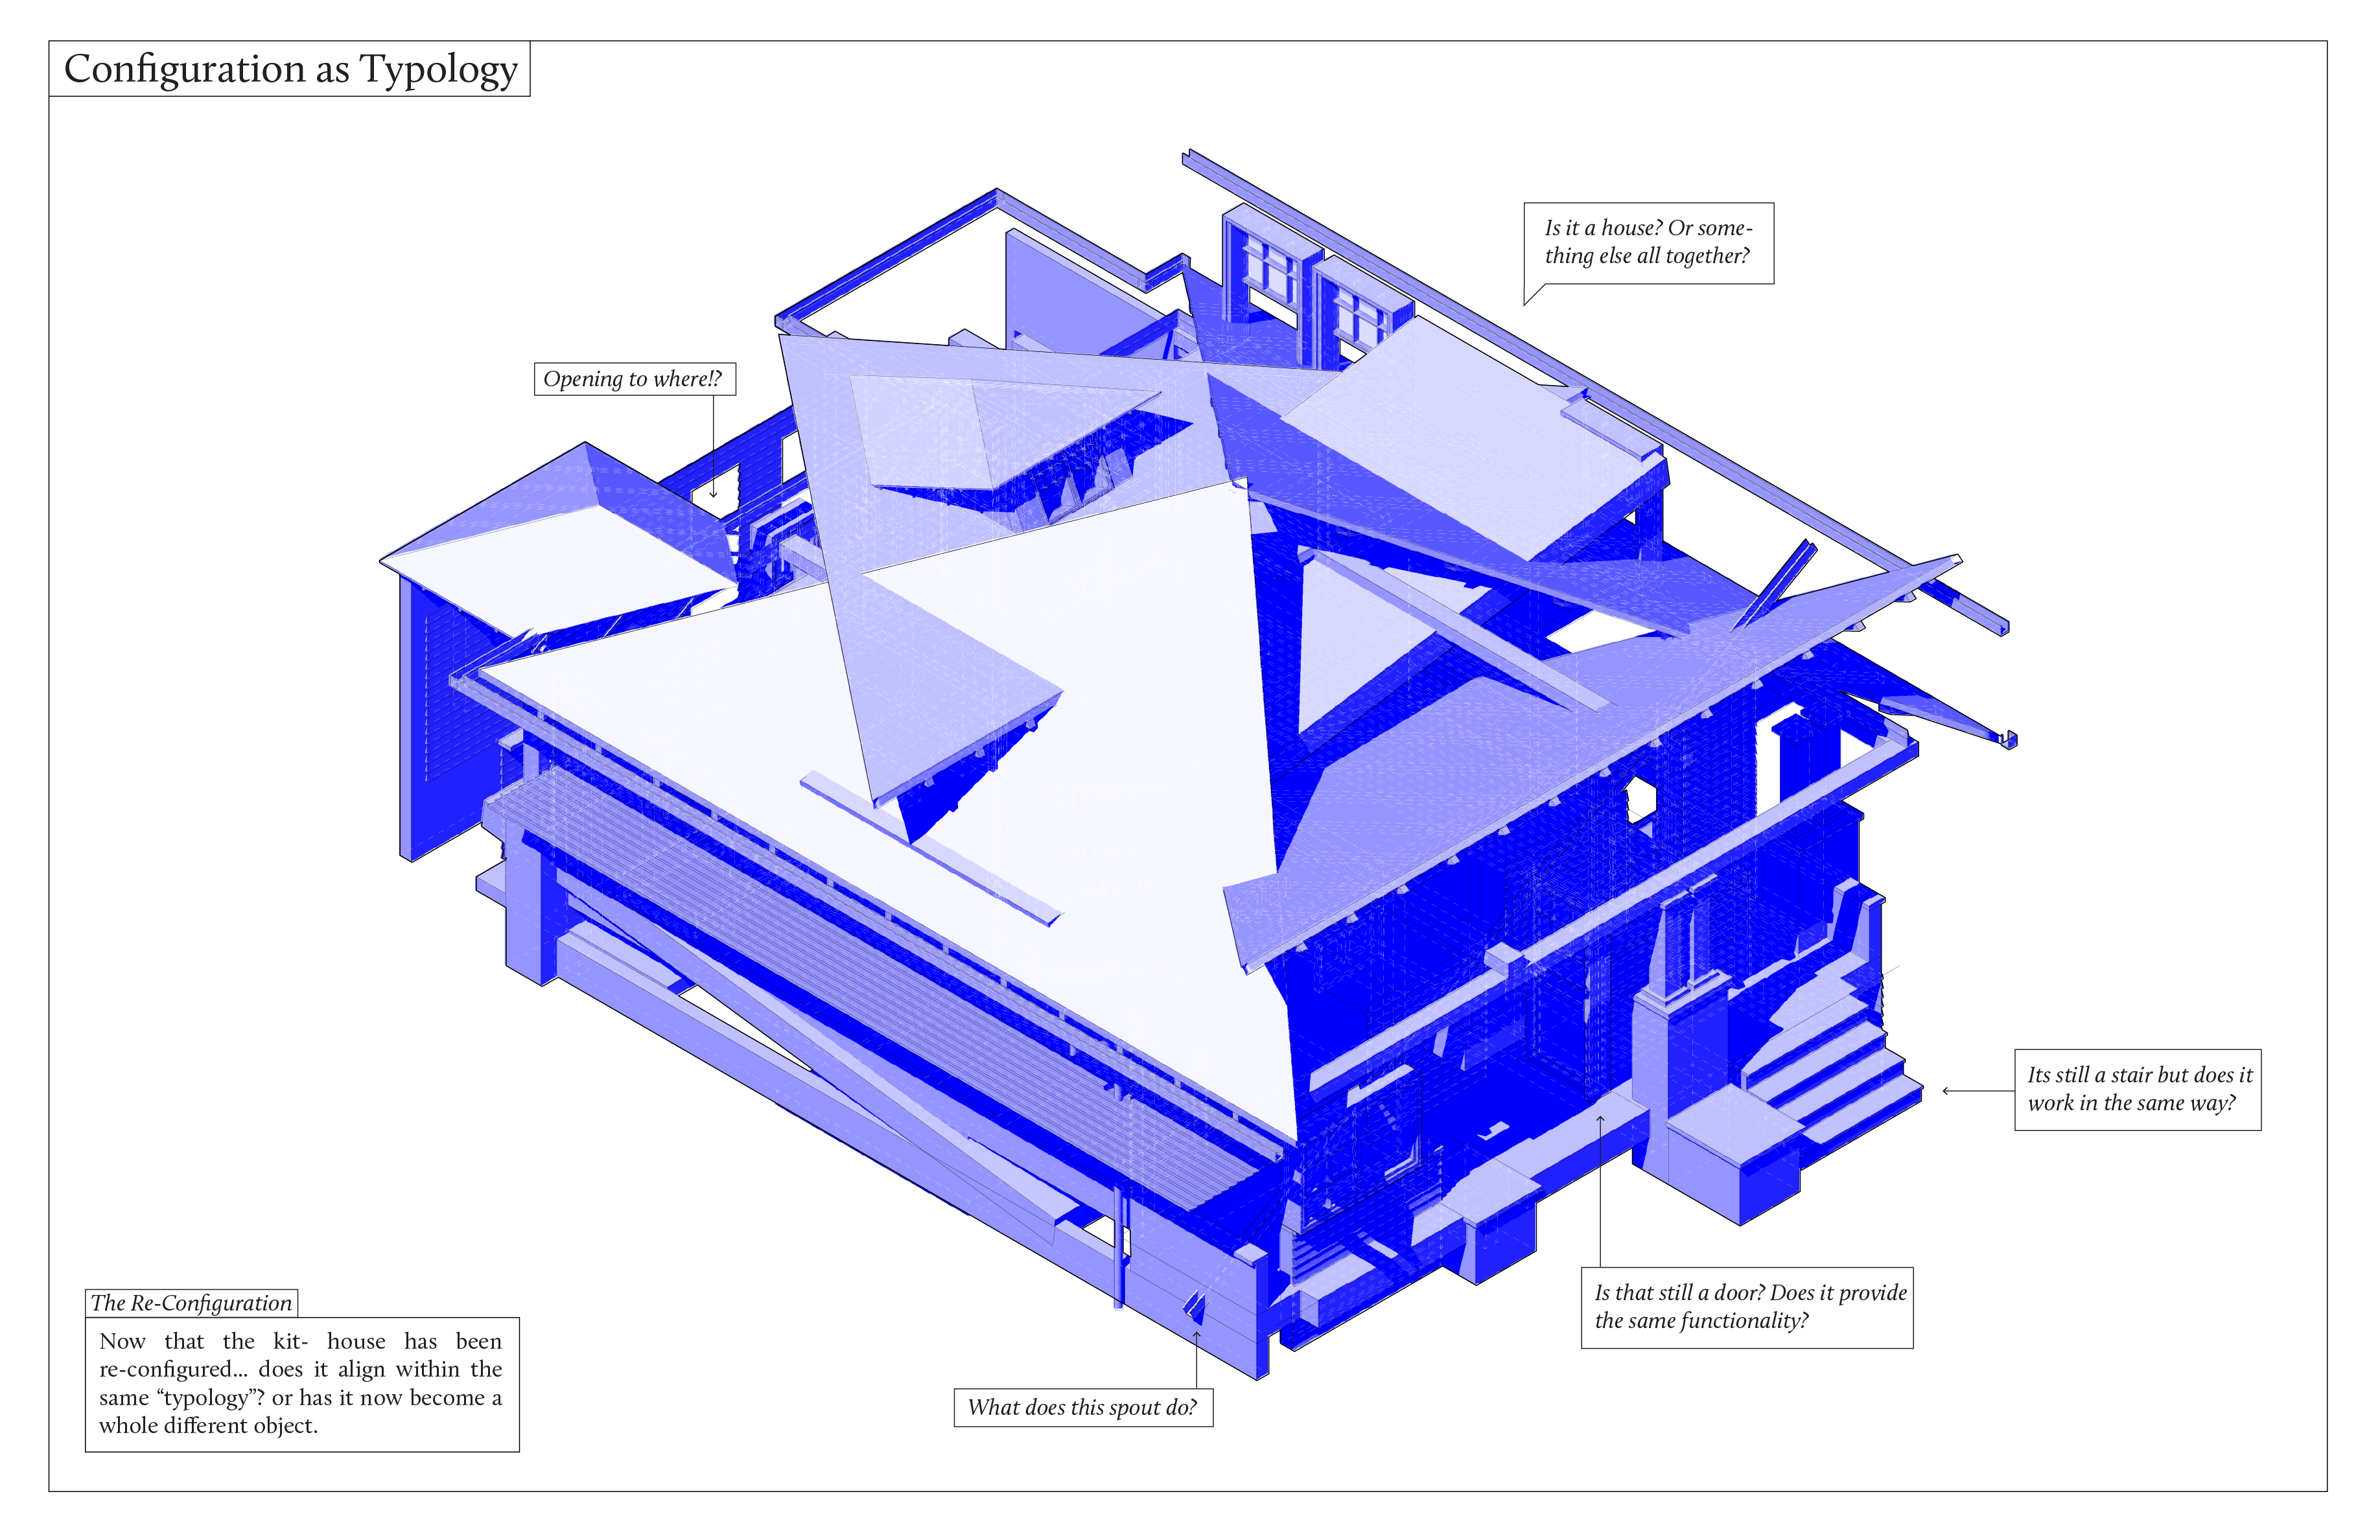 Configuration as Typology
Is it a house? Or some-
thing else all together?
Opening to where!?
Its still a stair but does it
work in the same way?
Is that still a door? Does it provide
the same functionality?
The Re-Configuration
Now that the kit- house has been
re-configured... does it align within the
same “typology”? or has it now become a
whole different object.
What does this spout do?